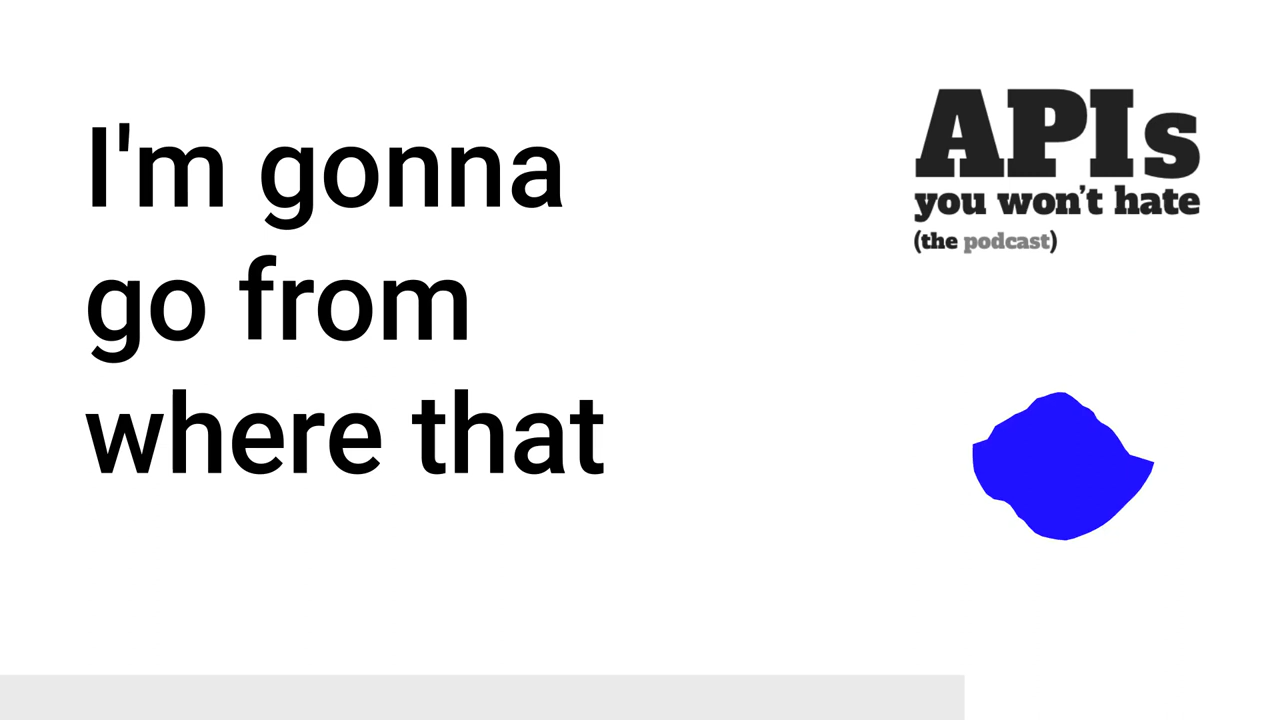 I'm gonna
go from
where that
APIs
you won't hate
(the podcast)